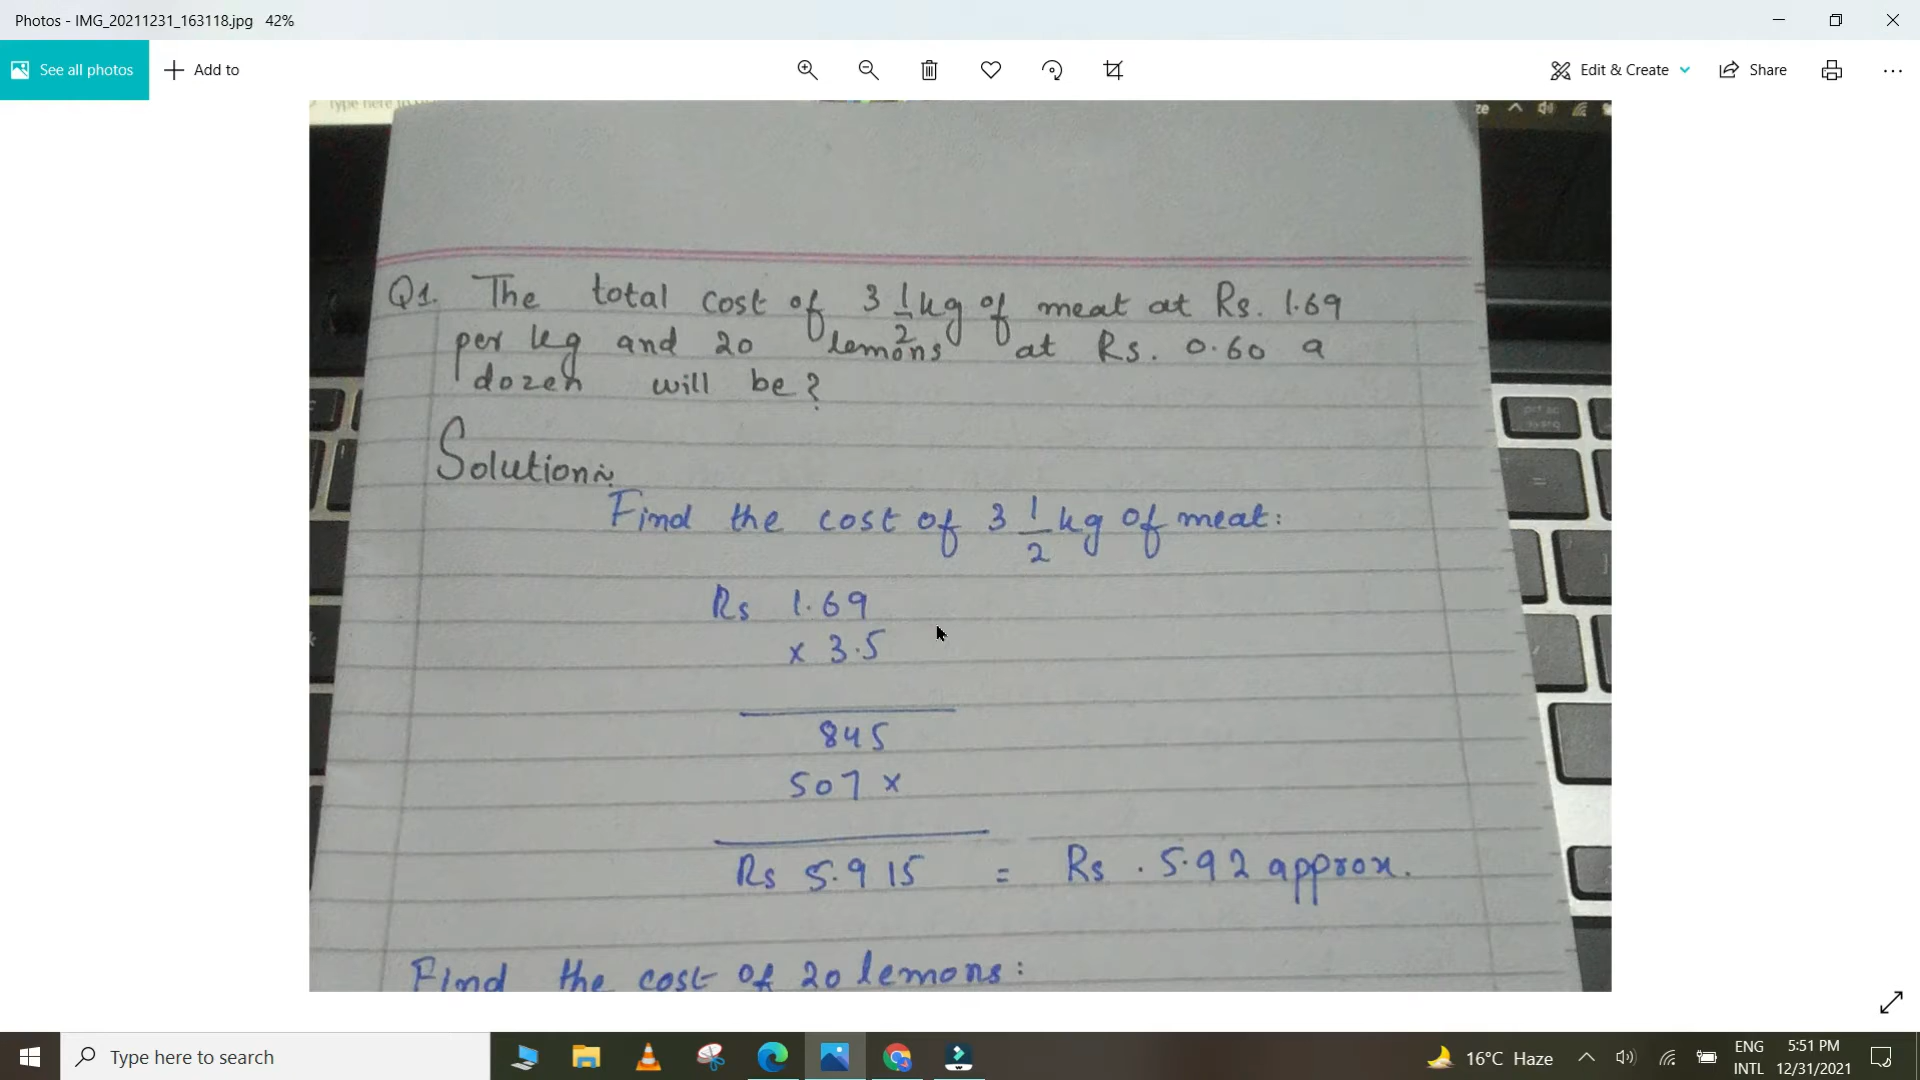 Photos - IMG_20211231_163118.jpg 42%
See all photos
Add to
Edit & Create
Share
Type here to
Q1. The total cost of 3 1/2 kg of meat at Rs. 1.69
per kg and 20 lemons at Rs. 0.60 a
dozen will be?
Solution:~
Find the cost of 3 1/2 kg of meat:
Rs 1.69
x 3.5
845
507 x
Rs 5.915 = Rs . 5.92 approx.
Find the cost of 20 lemons:
Type here to search
16°C Haze
ENG
INTL
5:51 PM
12/31/2021